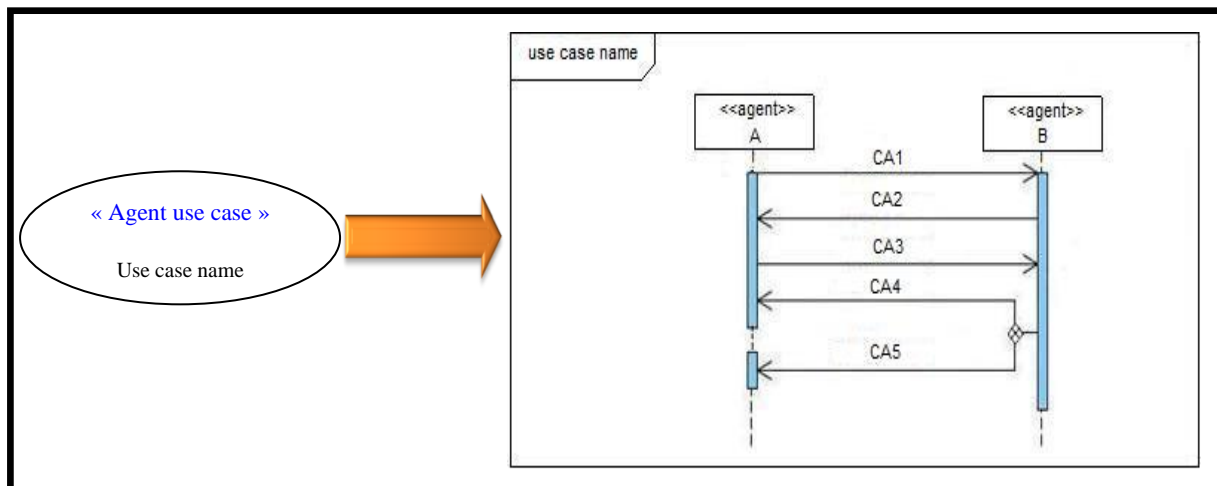 « Agent use case »
Use case name
use case name
<<agent>>
A
<<agent>>
B
CA1
CA2
CA3
CA4
CA5